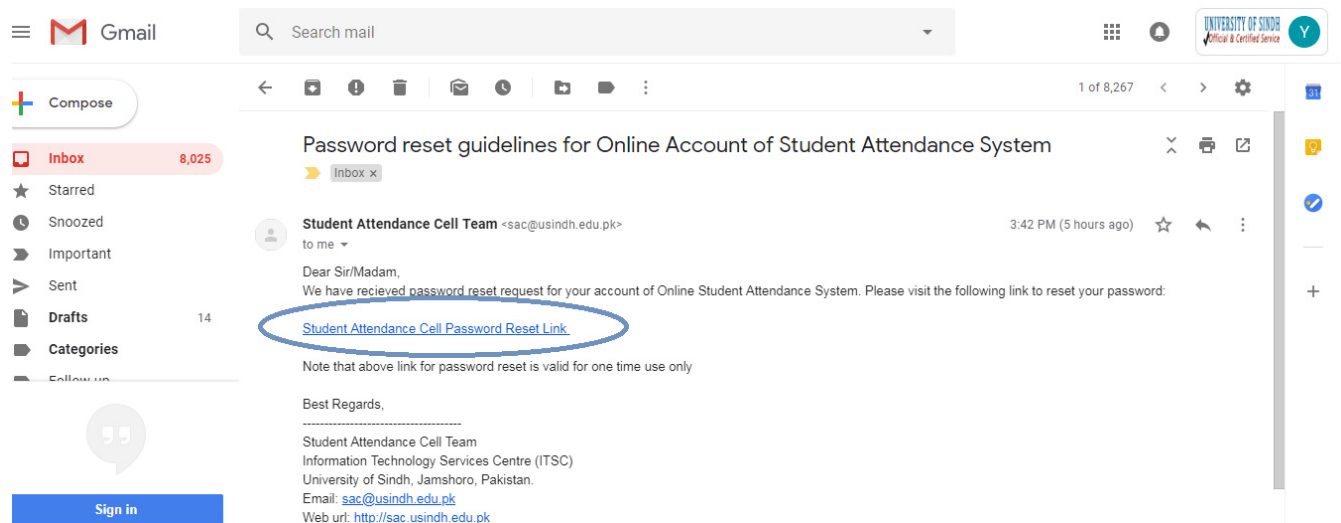 Gmail
Search mail
UNIVERSITY OF SINDH
Official & Certified Service
Y
Compose
1 of 8,267
31
Inbox 8,025
Starred
Snoozed
Important
Sent
Drafts 14
Categories
Follow up
Sign in
Password reset guidelines for Online Account of Student Attendance System
Inbox x
Student Attendance Cell Team <sac@usindh.edu.pk> 3:42 PM (5 hours ago)
to me
Dear Sir/Madam,
We have recieved password reset request for your account of Online Student Attendance System. Please visit the following link to reset your password:
Student Attendance Cell Password Reset Link
Note that above link for password reset is valid for one time use only
Best Regards,
-------------------------------------
Student Attendance Cell Team
Information Technology Services Centre (ITSC)
University of Sindh, Jamshoro, Pakistan.
Email: sac@usindh.edu.pk
Web url: http://sac.usindh.edu.pk